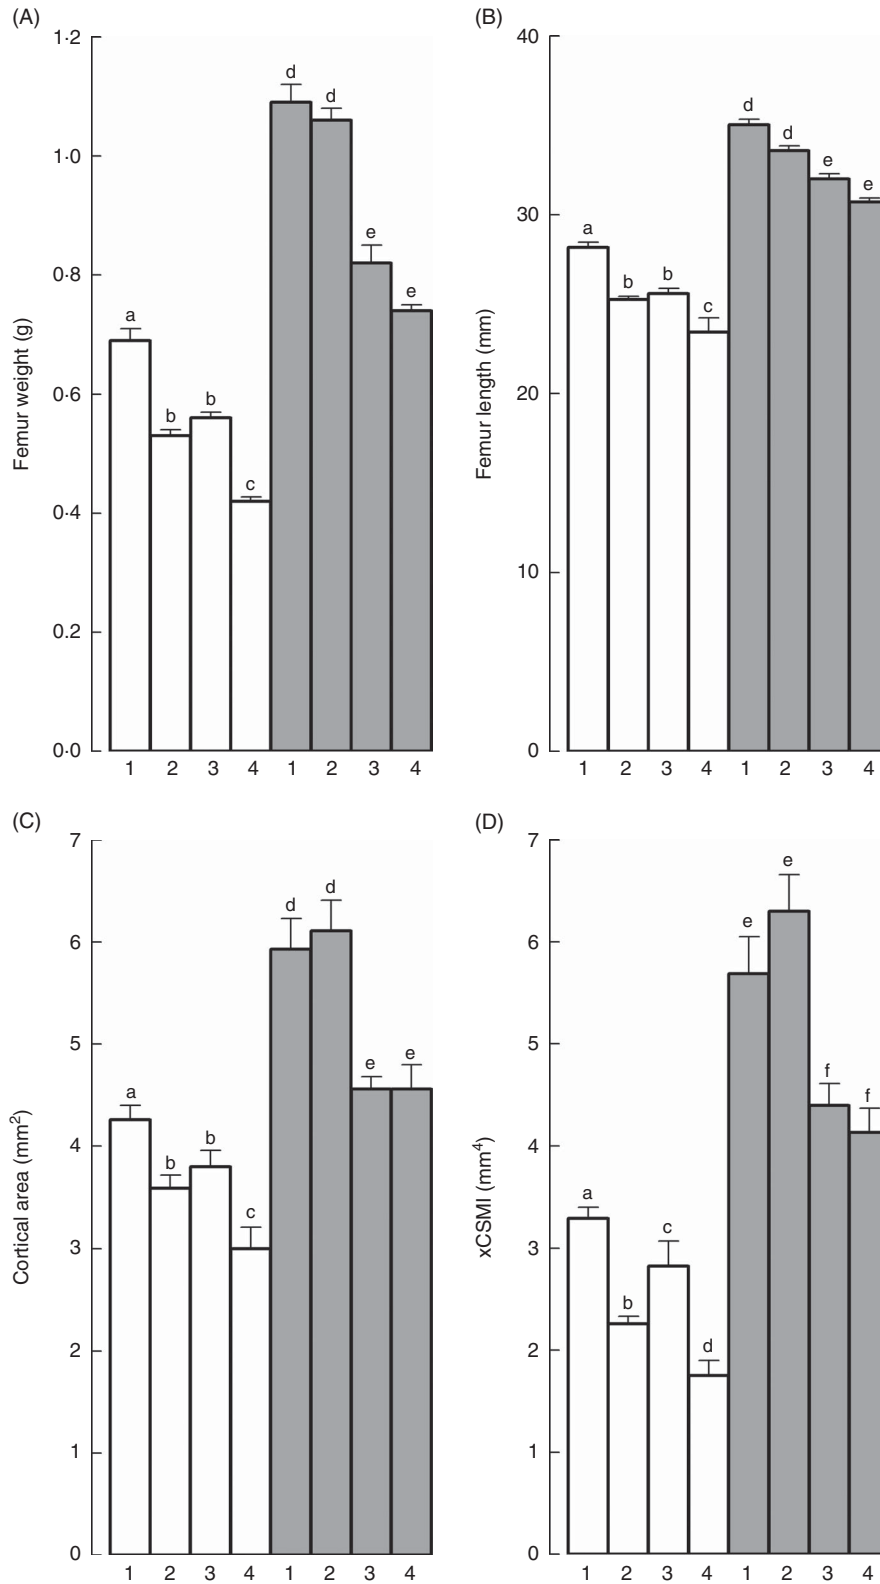 (A)
1·2
1·0
0·8
0·6
0·4
0·2
0·0
Femur weight (g)
a
b
b
c
d
d
e
e
1 2 3 4 1 2 3 4
(B)
40
30
20
10
0
Femur length (mm)
a
b
b
c
d
d
e
e
1 2 3 4 1 2 3 4
(C)
7
6
5
4
3
2
1
0
Cortical area (mm²)
a
b
b
c
d
d
e
e
1 2 3 4 1 2 3 4
(D)
7
6
5
4
3
2
1
0
xCSMI (mm⁴)
a
b
c
d
e
e
f
f
1 2 3 4 1 2 3 4